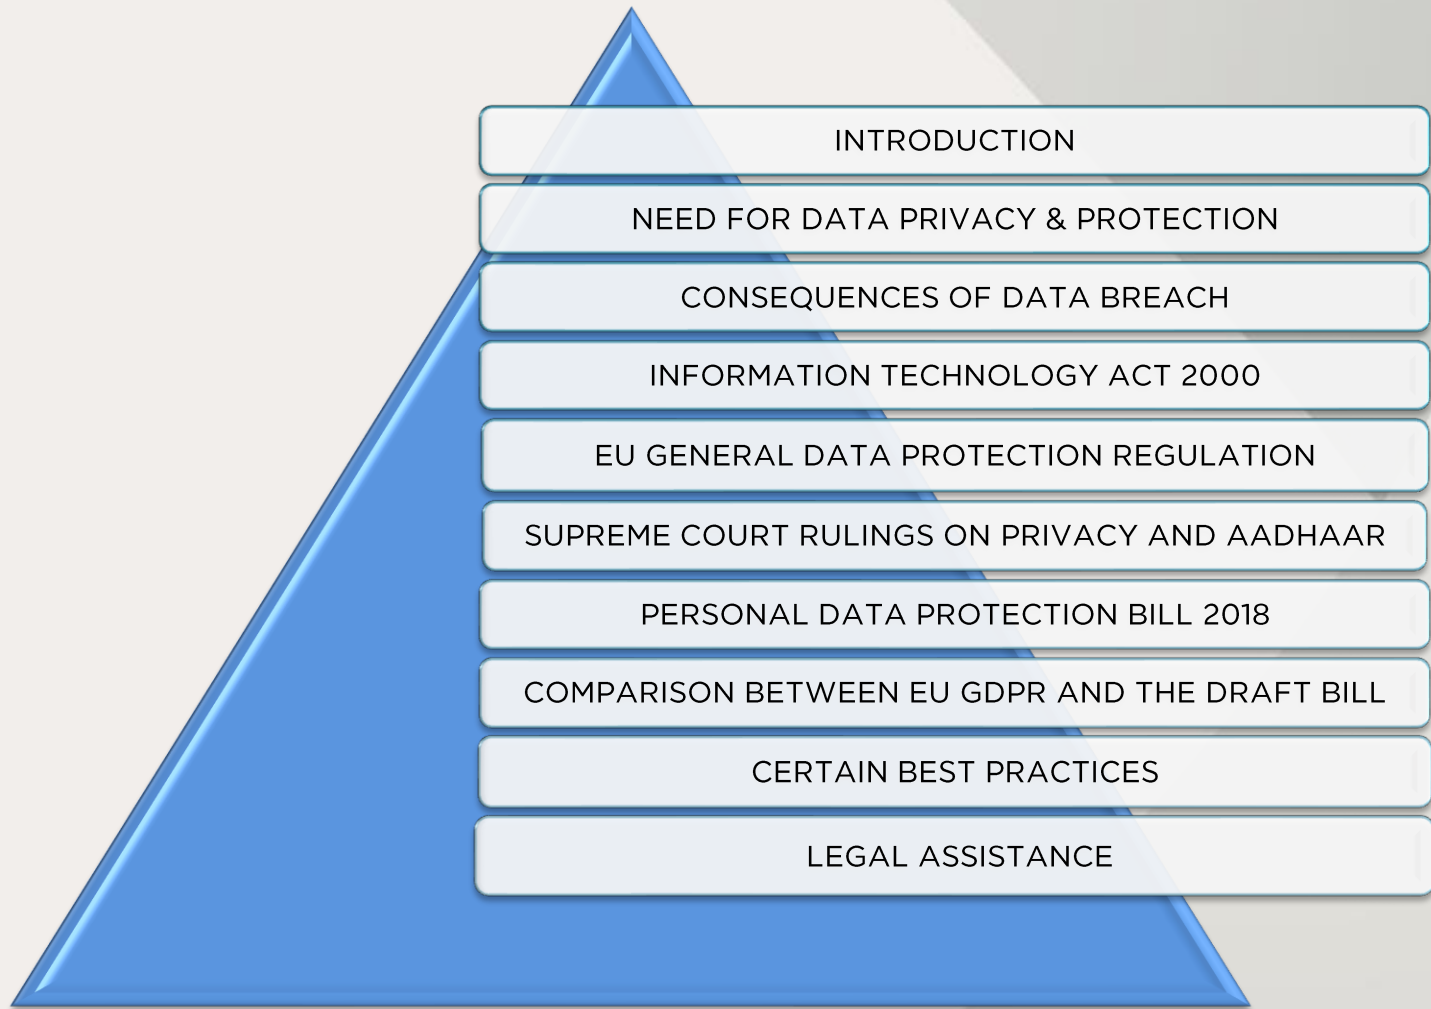 INTRODUCTION
NEED FOR DATA PRIVACY & PROTECTION
CONSEQUENCES OF DATA BREACH
INFORMATION TECHNOLOGY ACT 2000
EU GENERAL DATA PROTECTION REGULATION
SUPREME COURT RULINGS ON PRIVACY AND AADHAAR
PERSONAL DATA PROTECTION BILL 2018
COMPARISON BETWEEN EU GDPR AND THE DRAFT BILL
CERTAIN BEST PRACTICES
LEGAL ASSISTANCE